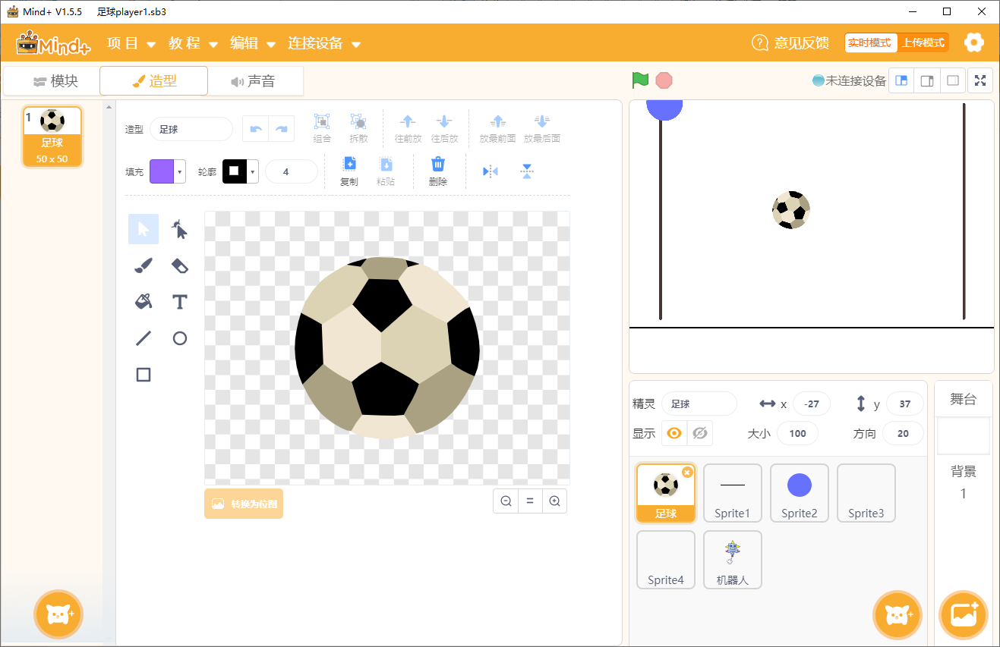 Mind+ V1.5.5 足球player1.sb3
Mind+ 项目 教程 编辑 连接设备 意见反馈 实时模式 上传模式
模块 造型 声音 未连接设备
1
足球
50 x 50
造型 足球 组合 拆散 往前放 往后放 放最前面 放最后面
填充 轮廓 4 复制 粘贴 删除
T
转换为位图
精灵 足球 x -27 y 37
显示 大小 100 方向 20
足球 Sprite1 Sprite2 Sprite3
Sprite4 机器人
舞台
背景
1